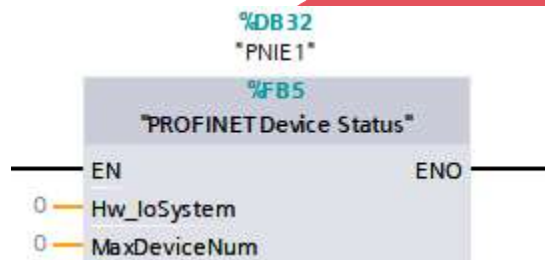 %DB32
"PNIE1"
%FB5
"PROFINET Device Status"
EN ENO
0 Hw_IoSystem
0 MaxDeviceNum